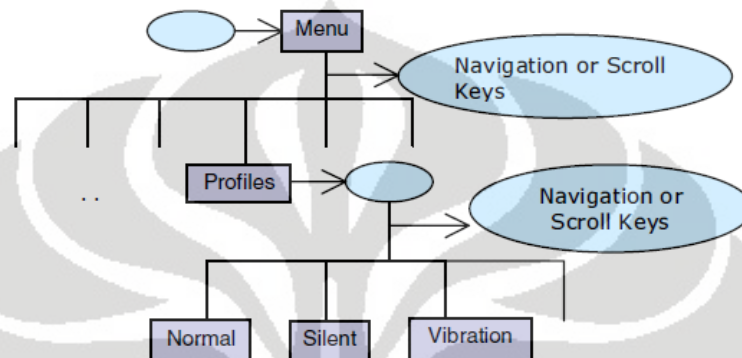 Menu
Navigation or Scroll
Keys
Profiles
. .
Navigation or
Scroll Keys
Normal
Silent
Vibration